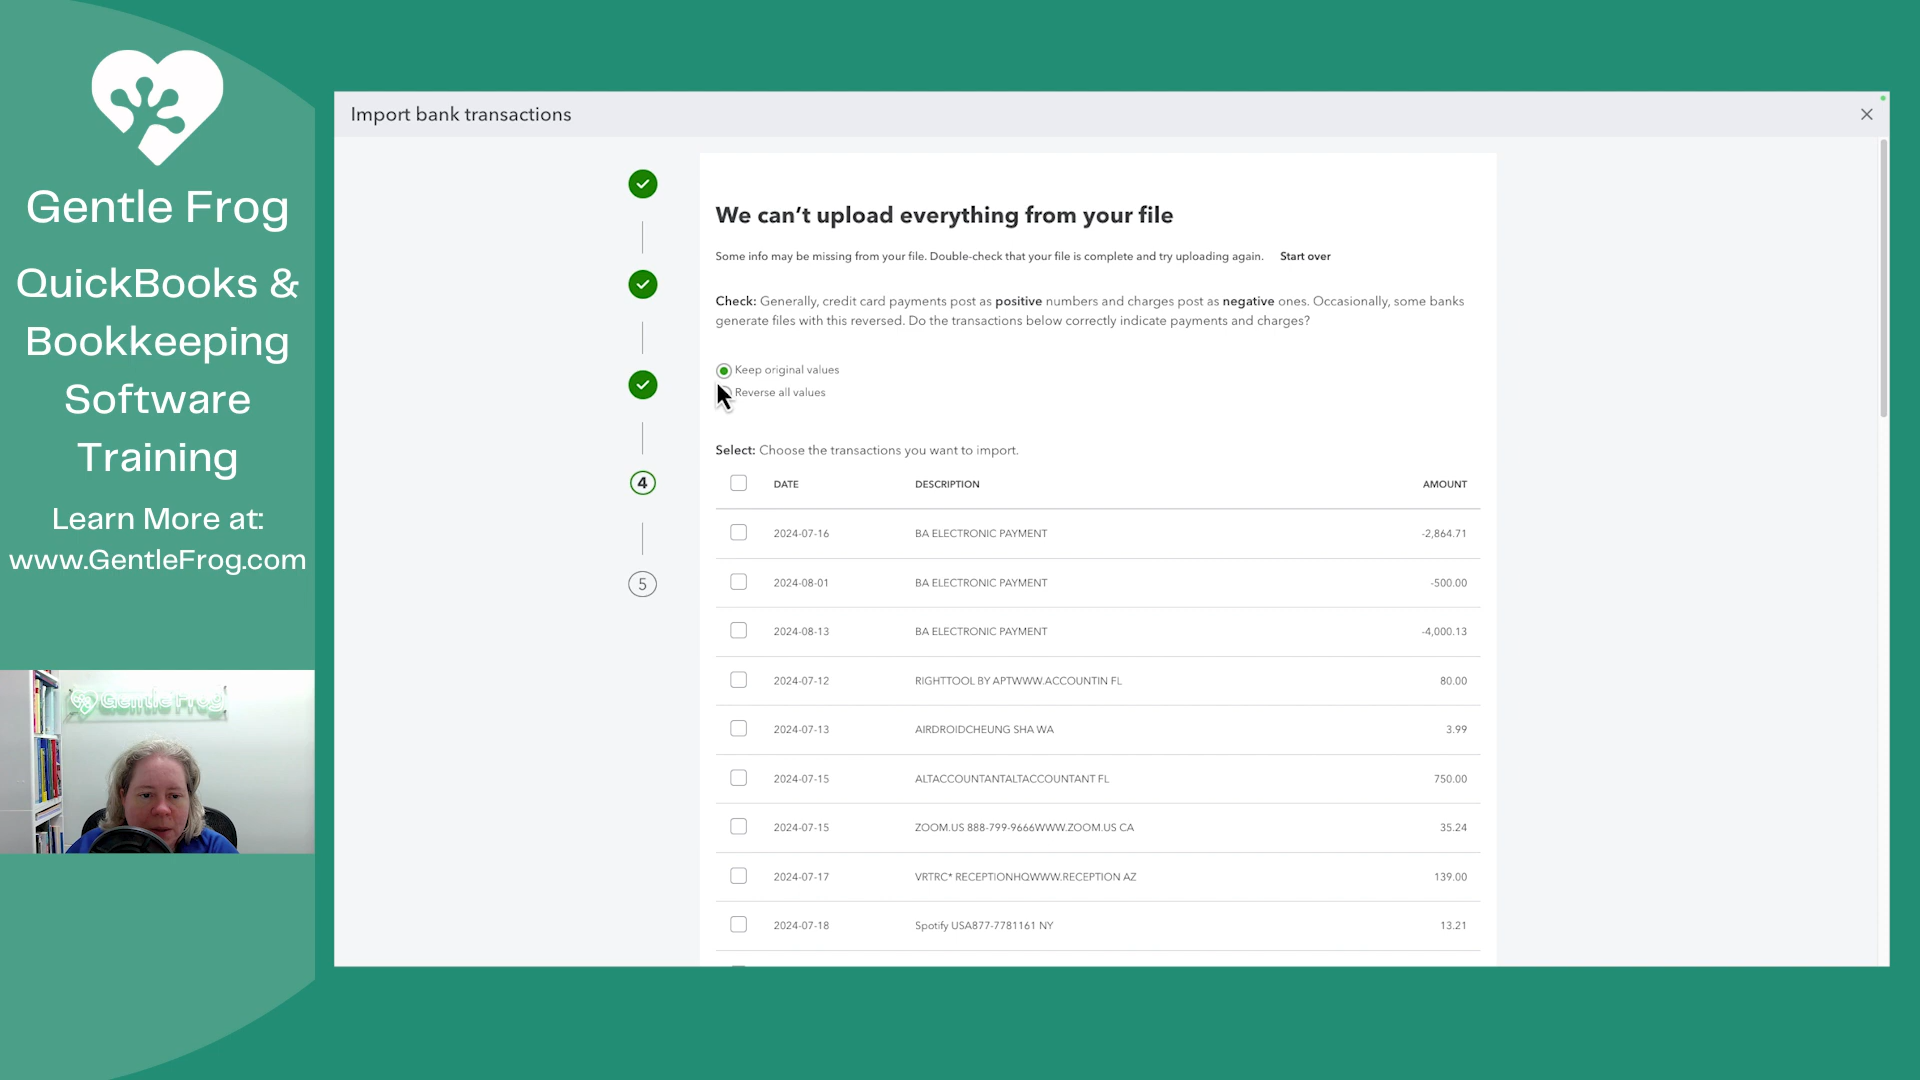 Gentle Frog
QuickBooks &
Bookkeeping
Software
Training
Learn More at:
www.GentleFrog.com
Gentle Frog
Import bank transactions
We can’t upload everything from your file
Some info may be missing from your file. Double-check that your file is complete and try uploading again. Start over
Check: Generally, credit card payments post as positive numbers and charges post as negative ones. Occasionally, some banks
generate files with this reversed. Do the transactions below correctly indicate payments and charges?
Keep original values
Reverse all values
4
5
Select: Choose the transactions you want to import.
DATE DESCRIPTION AMOUNT
2024-07-16 BA ELECTRONIC PAYMENT -2,864.71
2024-08-01 BA ELECTRONIC PAYMENT -500.00
2024-08-13 BA ELECTRONIC PAYMENT -4,000.13
2024-07-12 RIGHTTOOL BY APTWWW.ACCOUNTIN FL 80.00
2024-07-13 AIRDROIDCHEUNG SHA WA 3.99
2024-07-15 ALTACCOUNTANTALTACCOUNTANT FL 750.00
2024-07-15 ZOOM.US 888-799-9666WWW.ZOOM.US CA 35.24
2024-07-17 VRTRC* RECEPTIONHQWWW.RECEPTION AZ 139.00
2024-07-18 Spotify USA877-7781161 NY 13.21